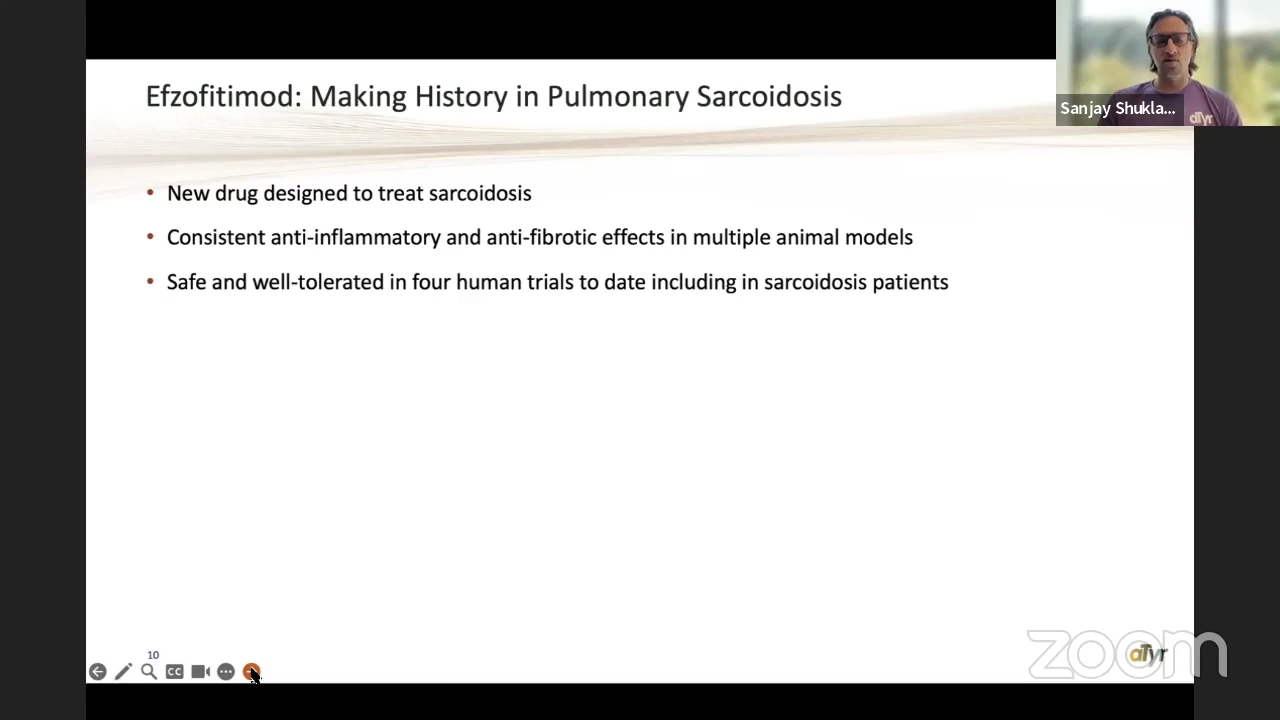 Efzofitimod: Making History in Pulmonary Sarcoidosis
Sanjay Shukla...
aTyr
• New drug designed to treat sarcoidosis
• Consistent anti-inflammatory and anti-fibrotic effects in multiple animal models
• Safe and well-tolerated in four human trials to date including in sarcoidosis patients
10
CC
zoom
aTyr